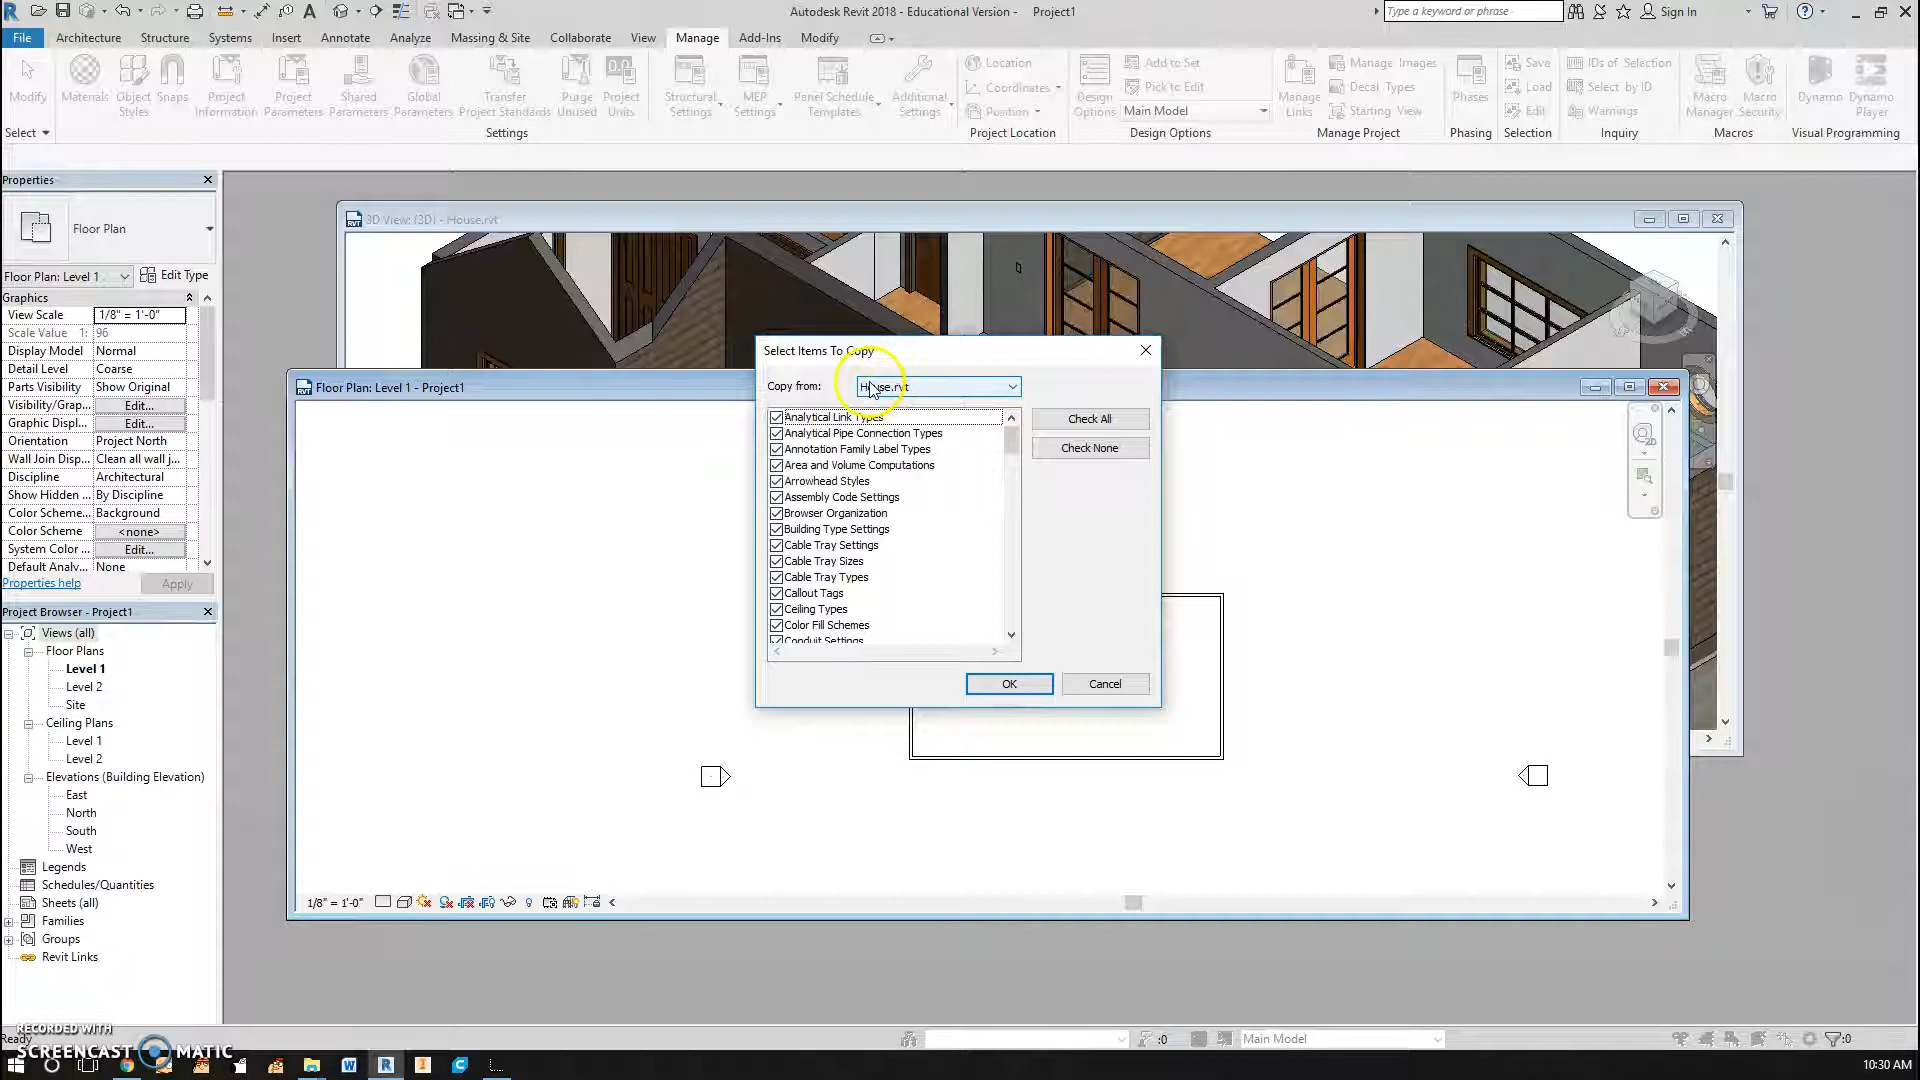 Autodesk Revit 2018 - Educational Version - Project1
Type a keyword or phrase
Sign In
File Architecture Structure Systems Insert Annotate Analyze Massing & Site Collaborate View Manage Add-Ins Modify
Modify
Materials
Object Styles
Snaps
Project Information
Project Parameters
Shared Parameters
Global Parameters
Transfer Project Standards
Purge Unused
Project Units
Structural Settings
MEP Settings
Panel Schedule Templates
Additional Settings
Location
Coordinates
Position
Design Options
Add to Set
Pick to Edit
Main Model
Manage Links
Manage Images
Decal Types
Starting View
Phases
Save
Load
Edit
IDs of Selection
Select by ID
Warnings
Macro Manager
Macro Security
Dynamo
Dynamo Player
Select
Settings
Project Location
Design Options
Manage Project
Phasing
Selection
Inquiry
Macros
Visual Programming
Properties
Floor Plan
Floor Plan: Level 1
Edit Type
Graphics
View Scale 1/8" = 1'-0"
Scale Value 1: 96
Display Model Normal
Detail Level Coarse
Parts Visibility Show Original
Visibility/Grap... Edit...
Graphic Displ... Edit...
Orientation Project North
Wall Join Disp... Clean all wall j...
Discipline Architectural
Show Hidden ... By Discipline
Color Scheme... Background
Color Scheme <none>
System Color ... Edit...
Default Analy... None
Properties help
Apply
Project Browser - Project1
Views (all)
Floor Plans
Level 1
Level 2
Site
Ceiling Plans
Level 1
Level 2
Elevations (Building Elevation)
East
North
South
West
Legends
Schedules/Quantities
Sheets (all)
Families
Groups
Revit Links
3D View: {3D} - House.rvt
Floor Plan: Level 1 - Project1
2D
Select Items To Copy
Copy from: House.rvt
Analytical Link Types
Analytical Pipe Connection Types
Annotation Family Label Types
Area and Volume Computations
Arrowhead Styles
Assembly Code Settings
Browser Organization
Building Type Settings
Cable Tray Settings
Cable Tray Sizes
Cable Tray Types
Callout Tags
Ceiling Types
Color Fill Schemes
Conduit Settings
Check All
Check None
OK
Cancel
1/8" = 1'-0"
Ready
:0
Main Model
:0
RECORDED WITH
SCREENCAST MATIC
10:30 AM